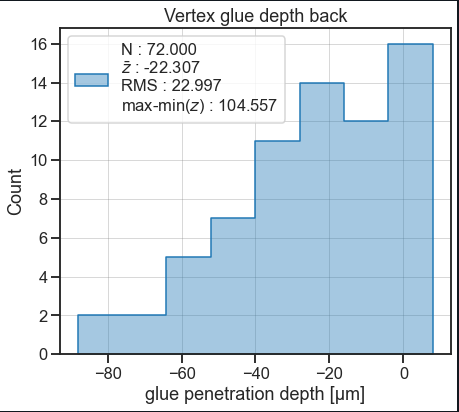 Vertex glue depth back
N : 72.000
z̄ : -22.307
RMS : 22.997
max-min(z) : 104.557
16
14
12
10
8
6
4
2
0
Count
−80
−60
−40
−20
0
glue penetration depth [μm]